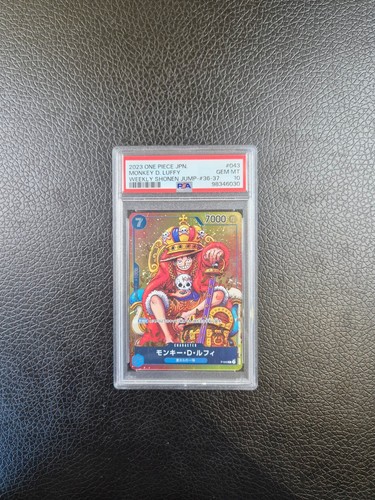 2023 ONE PIECE JPN. #043
MONKEY D. LUFFY GEM MT
WEEKLY SHONEN JUMP-#36-37 10
PSA 98346030
7 7000
CHARACTER
モンキー・D・ルフィ